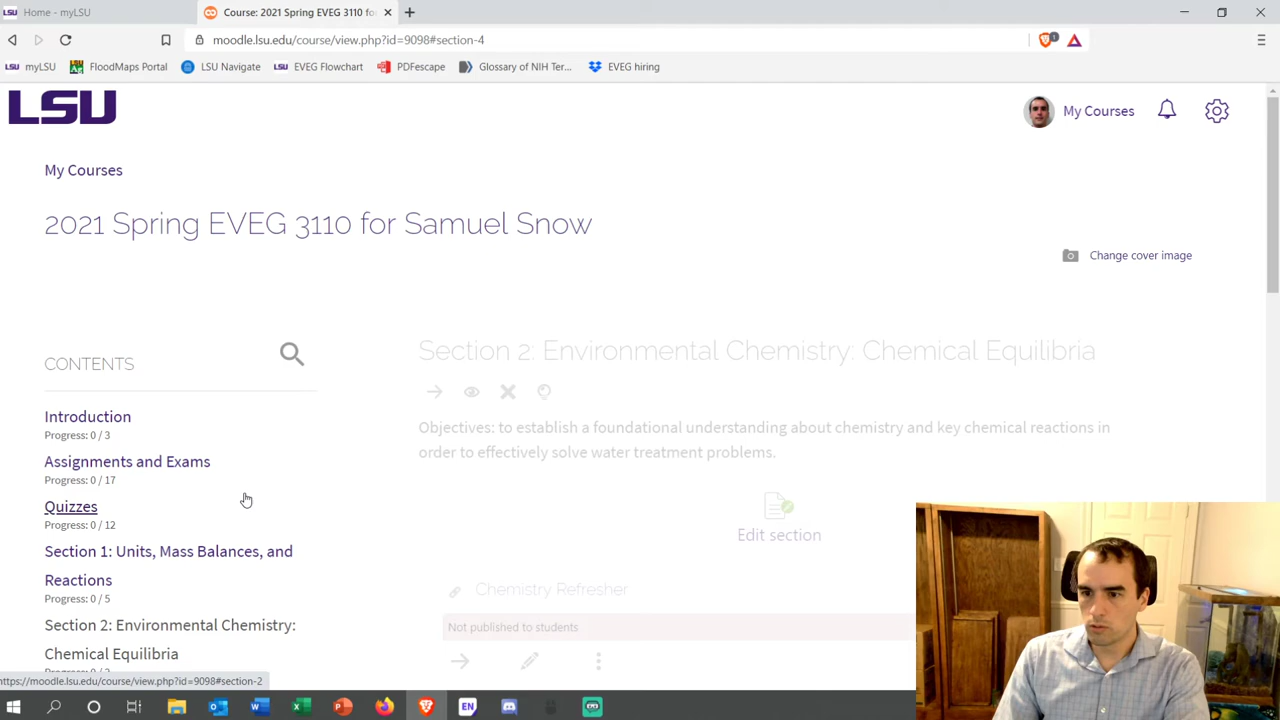 LSU Home - myLSU
Course: 2021 Spring EVEG 3110 fo
moodle.lsu.edu/course/view.php?id=9098#section-4
1
LSU myLSU
FloodMaps Portal
LSU Navigate
LSU EVEG Flowchart
PDFescape
Glossary of NIH Ter...
EVEG hiring
LSU
My Courses
My Courses
2021 Spring EVEG 3110 for Samuel Snow
Change cover image
CONTENTS
Introduction
Progress: 0 / 3
Assignments and Exams
Progress: 0 / 17
Quizzes
Progress: 0 / 12
Section 1: Units, Mass Balances, and
Reactions
Progress: 0 / 5
Section 2: Environmental Chemistry:
Chemical Equilibria
Section 2: Environmental Chemistry: Chemical Equilibria
Objectives: to establish a foundational understanding about chemistry and key chemical reactions in
order to effectively solve water treatment problems.
Edit section
Chemistry Refresher
Not published to students
https://moodle.lsu.edu/course/view.php?id=9098#section-2
EN